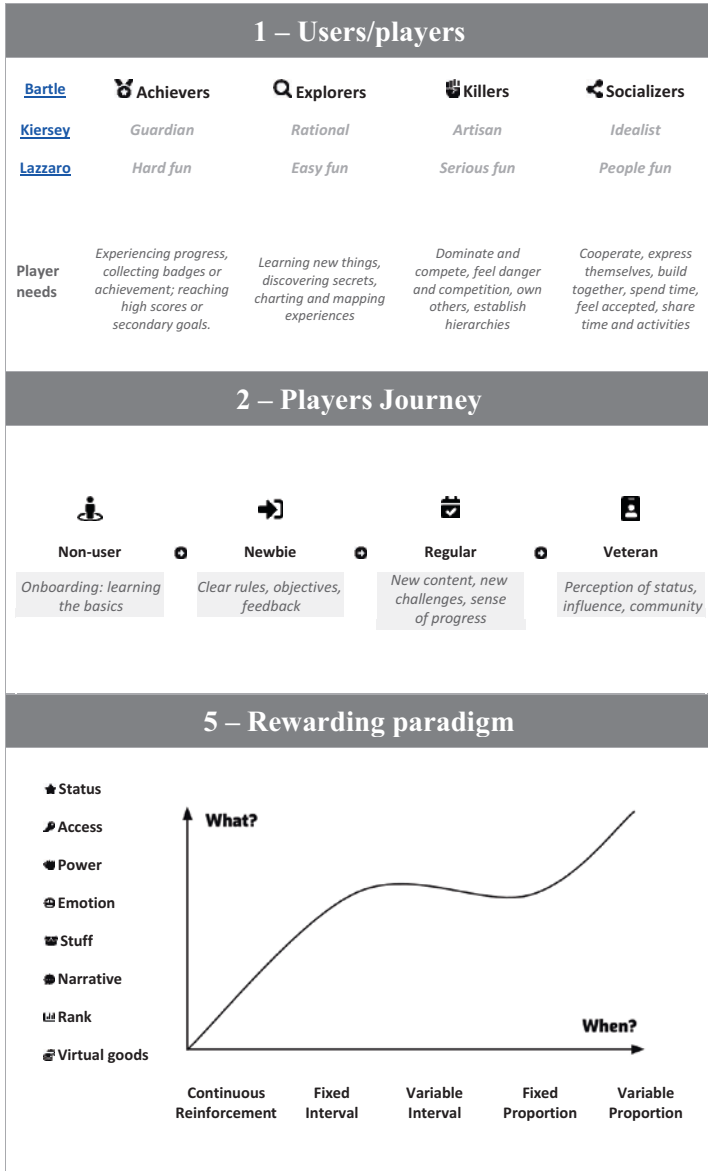 1 – Users/players
Bartle
Achievers
Explorers
Killers
Socializers
Kiersey
Guardian
Rational
Artisan
Idealist
Lazzaro
Hard fun
Easy fun
Serious fun
People fun
Player
needs
Experiencing progress,
collecting badges or
achievement; reaching
high scores or
secondary goals.
Learning new things,
discovering secrets,
charting and mapping
experiences
Dominate and
compete, feel danger
and competition, own
others, establish
hierarchies
Cooperate, express
themselves, build
together, spend time,
feel accepted, share
time and activities
2 – Players Journey
Non-user
Newbie
Regular
Veteran
Onboarding: learning
the basics
Clear rules, objectives,
feedback
New content, new
challenges, sense
of progress
Perception of status,
influence, community
5 – Rewarding paradigm
Status
Access
Power
Emotion
Stuff
Narrative
Rank
Virtual goods
What?
When?
Continuous
Reinforcement
Fixed
Interval
Variable
Interval
Fixed
Proportion
Variable
Proportion